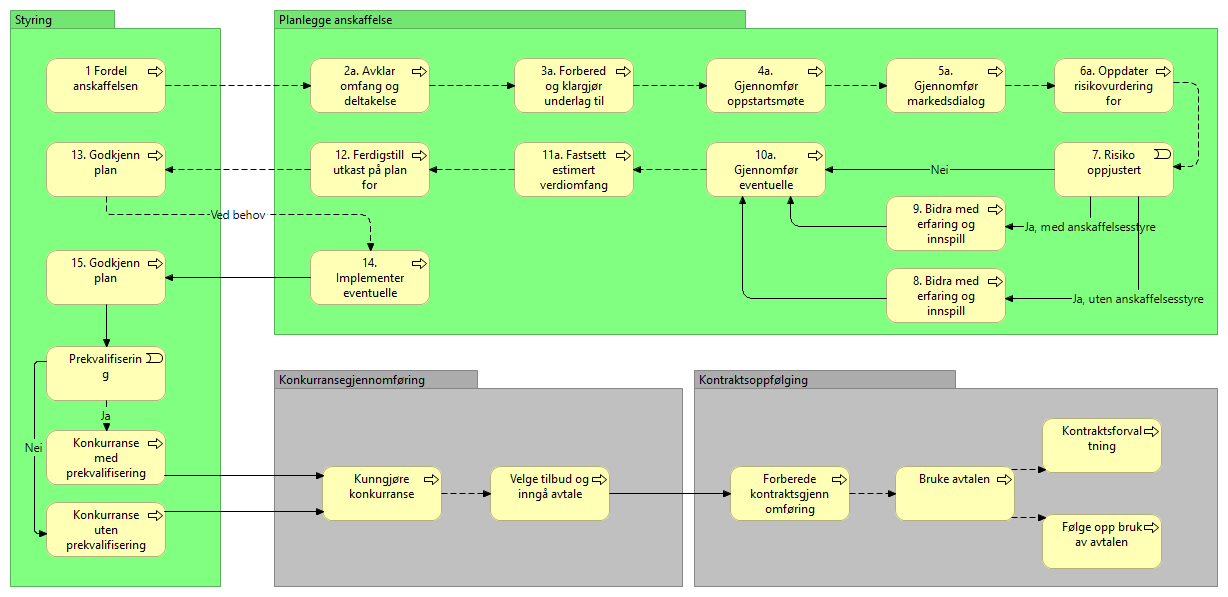 Styring
Planlegge anskaffelse
1 Fordel
anskaffelsen
2a. Avklar
omfang og
deltakelse
3a. Forbered
og klargjør
underlag til
4a.
Gjennomfør
oppstartsmøte
5a.
Gjennomfør
markedsdialog
6a. Oppdater
risikovurdering
for
13. Godkjenn
plan
12. Ferdigstill
utkast på plan
for
11a. Fastsett
estimert
verdiomfang
10a.
Gjennomfør
eventuelle
Nei
7. Risiko
oppjustert
Ved behov
9. Bidra med
erfaring og
innspill
Ja, med anskaffelsesstyre
15. Godkjenn
plan
14.
Implementer
eventuelle
8. Bidra med
erfaring og
innspill
Ja, uten anskaffelsesstyre
Prekvalifiserin
g
Ja
Nei
Konkurranse
med
prekvalifisering
Konkurranse
uten
prekvalifisering
Konkurransegjennomføring
Kunngjøre
konkurranse
Velge tilbud og
inngå avtale
Kontraktsoppfølging
Forberede
kontraktsgjenn
omføring
Bruke avtalen
Kontraktsforval
tning
Følge opp bruk
av avtalen